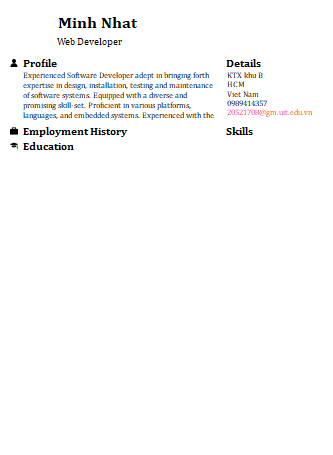 Minh Nhat
Web Developer
Profile
Experienced Software Developer adept in bringing forth
expertise in design, installation, testing and maintenance
of software systems. Equipped with a diverse and
promising skill-set. Proficient in various platforms,
languages, and embedded systems. Experienced with the
Employment History
Education
Details
KTX khu B
HCM
Viet Nam
0989414357
20521708@gm.uit.edu.vn
Skills